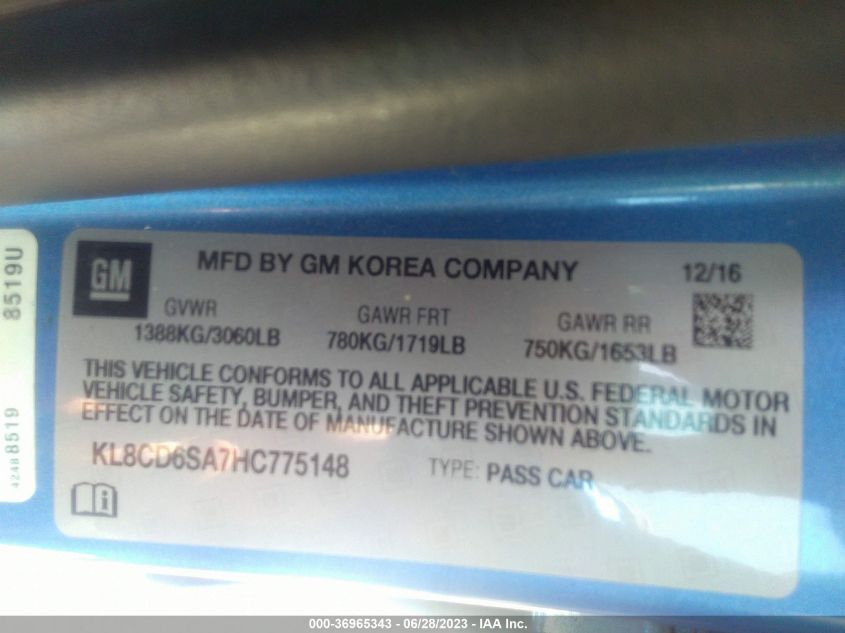 GM
MFD BY GM KOREA COMPANY
12/16
GVWR
GAWR FRT
GAWR RR
1388KG/3060LB
780KG/1719LB
750KG/1653LB
THIS VEHICLE CONFORMS TO ALL APPLICABLE U.S. FEDERAL MOTOR
VEHICLE SAFETY, BUMPER, AND THEFT PREVENTION STANDARDS IN
EFFECT ON THE DATE OF MANUFACTURE SHOWN ABOVE.
KL8CD6SA7HC775148
TYPE: PASS CAR
8519U
42488519
000-36965343 - 06/28/2023 - IAA Inc.